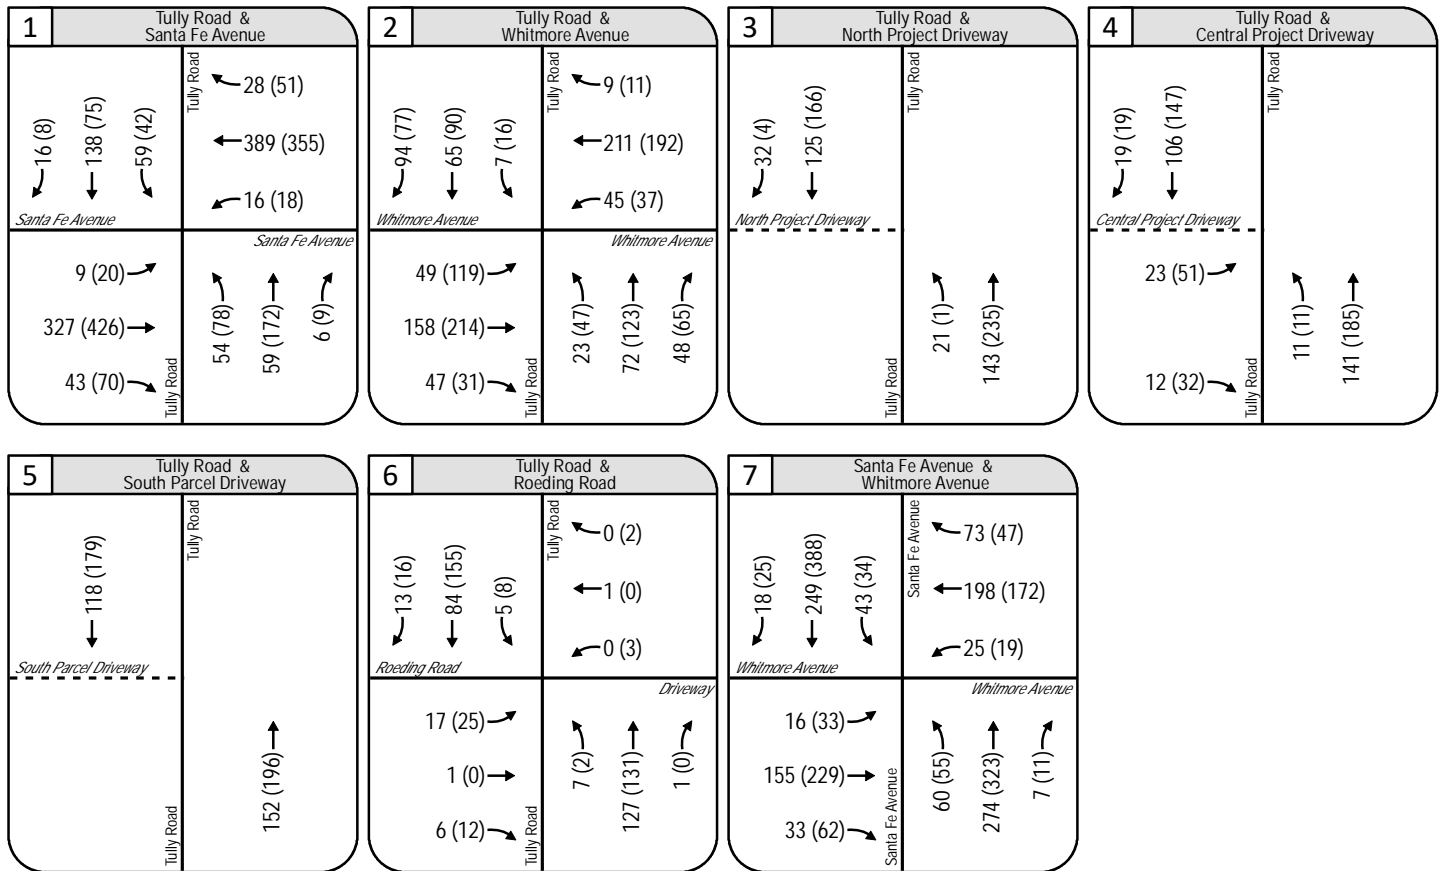 1
Tully Road &
Santa Fe Avenue
Tully Road
16 (8)
138 (75)
59 (42)
28 (51)
389 (355)
16 (18)
Santa Fe Avenue
Santa Fe Avenue
9 (20)
327 (426)
43 (70)
Tully Road
54 (78)
59 (172)
6 (9)
2
Tully Road &
Whitmore Avenue
Tully Road
94 (77)
65 (90)
7 (16)
9 (11)
211 (192)
45 (37)
Whitmore Avenue
Whitmore Avenue
49 (119)
158 (214)
47 (31)
Tully Road
23 (47)
72 (123)
48 (65)
3
Tully Road &
North Project Driveway
Tully Road
32 (4)
125 (166)
North Project Driveway
21 (1)
143 (235)
4
Tully Road &
Central Project Driveway
Tully Road
19 (19)
106 (147)
Central Project Driveway
23 (51)
12 (32)
Tully Road
11 (11)
141 (185)
5
Tully Road &
South Parcel Driveway
Tully Road
118 (179)
South Parcel Driveway
Tully Road
152 (196)
6
Tully Road &
Roeding Road
Tully Road
13 (16)
84 (155)
5 (8)
0 (2)
1 (0)
0 (3)
Roeding Road
Driveway
17 (25)
1 (0)
6 (12)
Tully Road
7 (2)
127 (131)
1 (0)
7
Santa Fe Avenue &
Whitmore Avenue
Santa Fe Avenue
18 (25)
249 (388)
43 (34)
73 (47)
198 (172)
25 (19)
Whitmore Avenue
Whitmore Avenue
16 (33)
155 (229)
33 (62)
Santa Fe Avenue
60 (55)
274 (323)
7 (11)